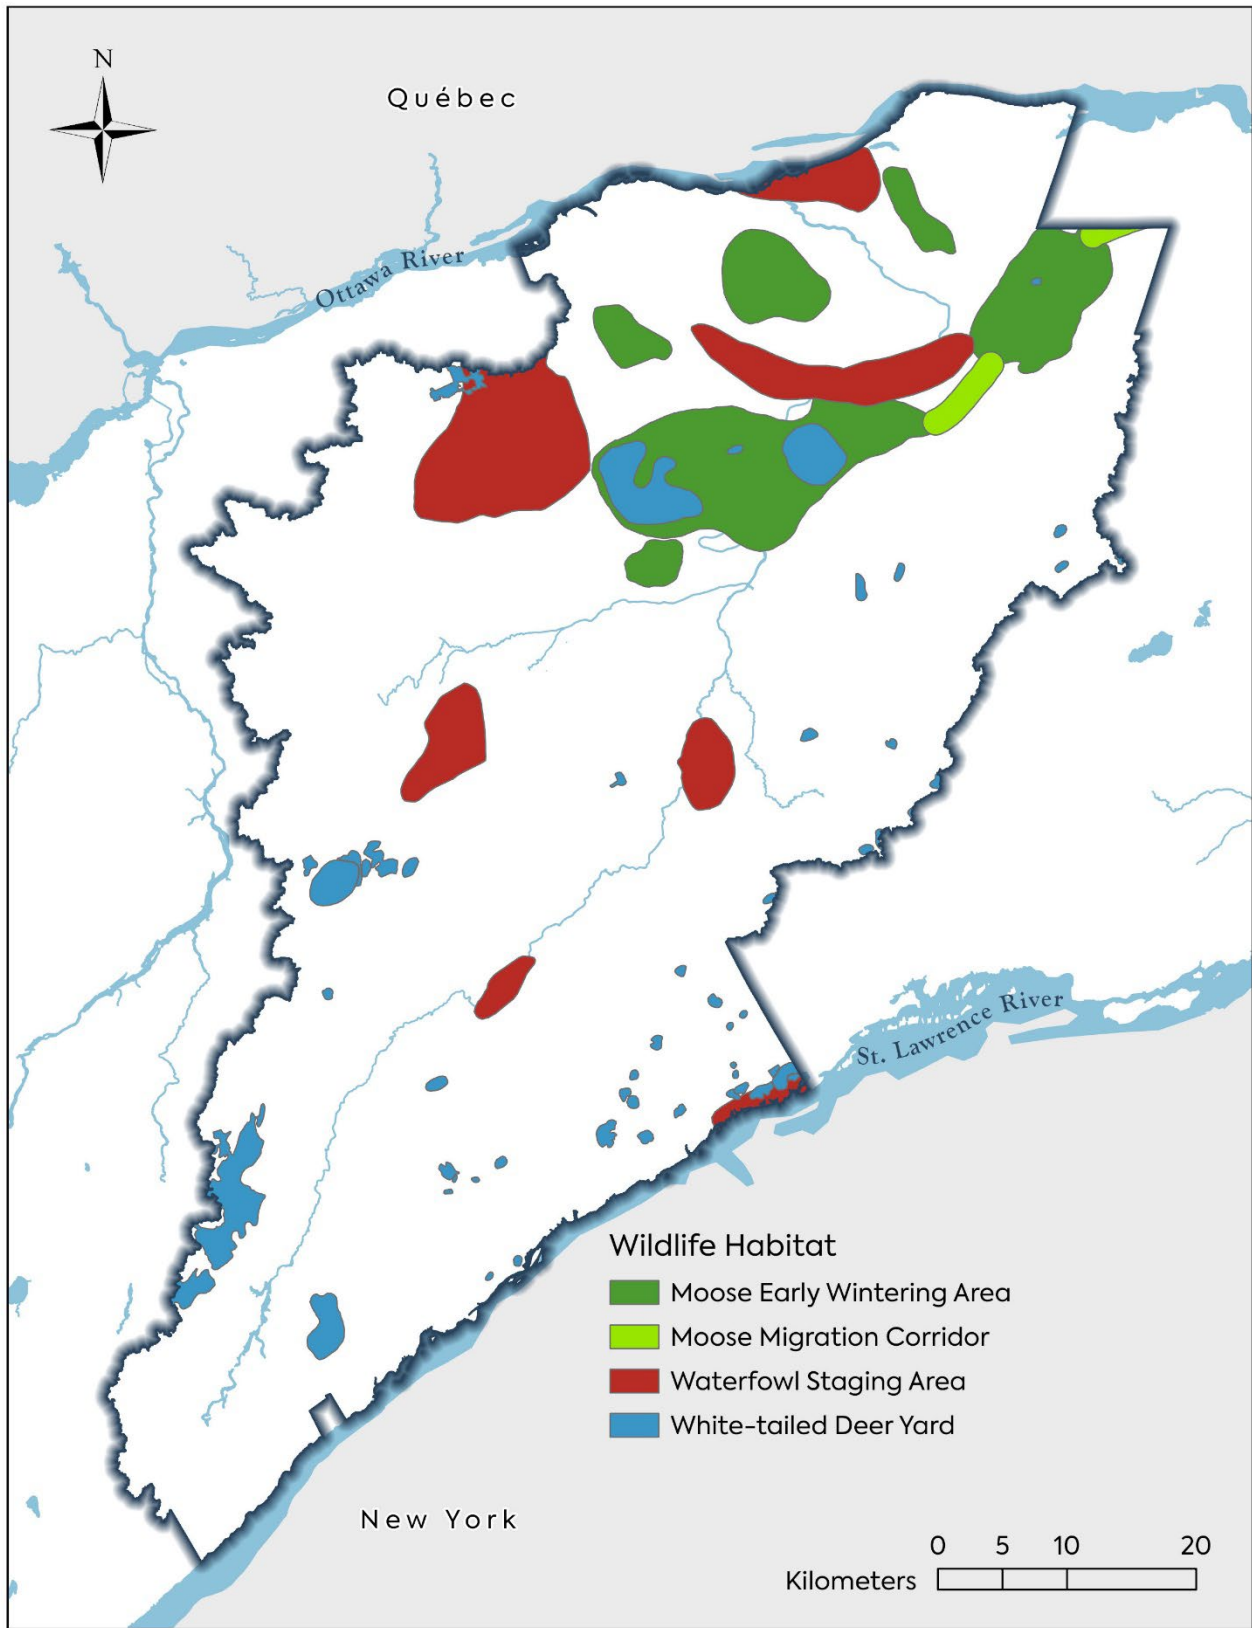 N
Québec
Ottawa River
St. Lawrence River
Wildlife Habitat
Moose Early Wintering Area
Moose Migration Corridor
Waterfowl Staging Area
White-tailed Deer Yard
New York
0 5 10 20
Kilometers